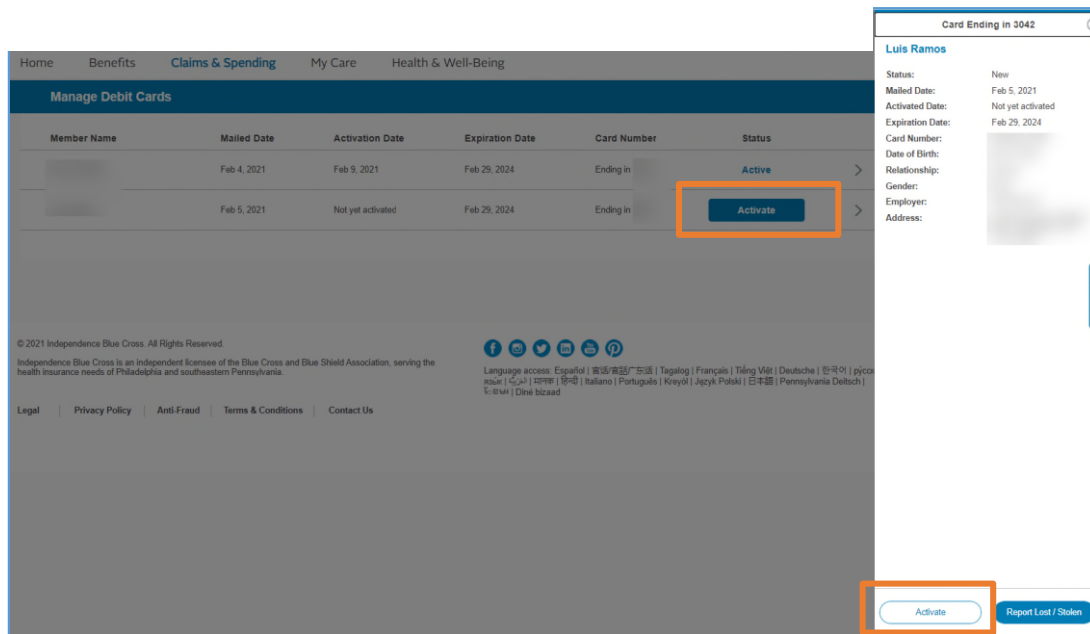 Card Ending in 3042
Luis Ramos
Status: New
Mailed Date: Feb 5, 2021
Activated Date: Not yet activated
Expiration Date: Feb 29, 2024
Card Number:
Date of Birth:
Relationship:
Gender:
Employer:
Address:
Home Benefits Claims & Spending My Care Health & Well-Being
Manage Debit Cards
Member Name Mailed Date Activation Date Expiration Date Card Number Status
Feb 4, 2021 Feb 9, 2021 Feb 29, 2024 Ending in Active
Feb 5, 2021 Not yet activated Feb 29, 2024 Ending in Activate
© 2021 Independence Blue Cross. All Rights Reserved.
Independence Blue Cross is an independent licensee of the Blue Cross and Blue Shield Association, serving the
health insurance needs of Philadelphia and southeastern Pennsylvania.
Language access: Español | | Tagalog | Français | Tiếng Việt | Deutsche | 한국어 |
| हिन्दी | Italiano | Português | Kreyòl | Język Polski | 日本語 | Pennsylvania Deitsch |
| Diné bizaad
Legal | Privacy Policy | Anti-Fraud | Terms & Conditions | Contact Us
Activate Report Lost / Stolen